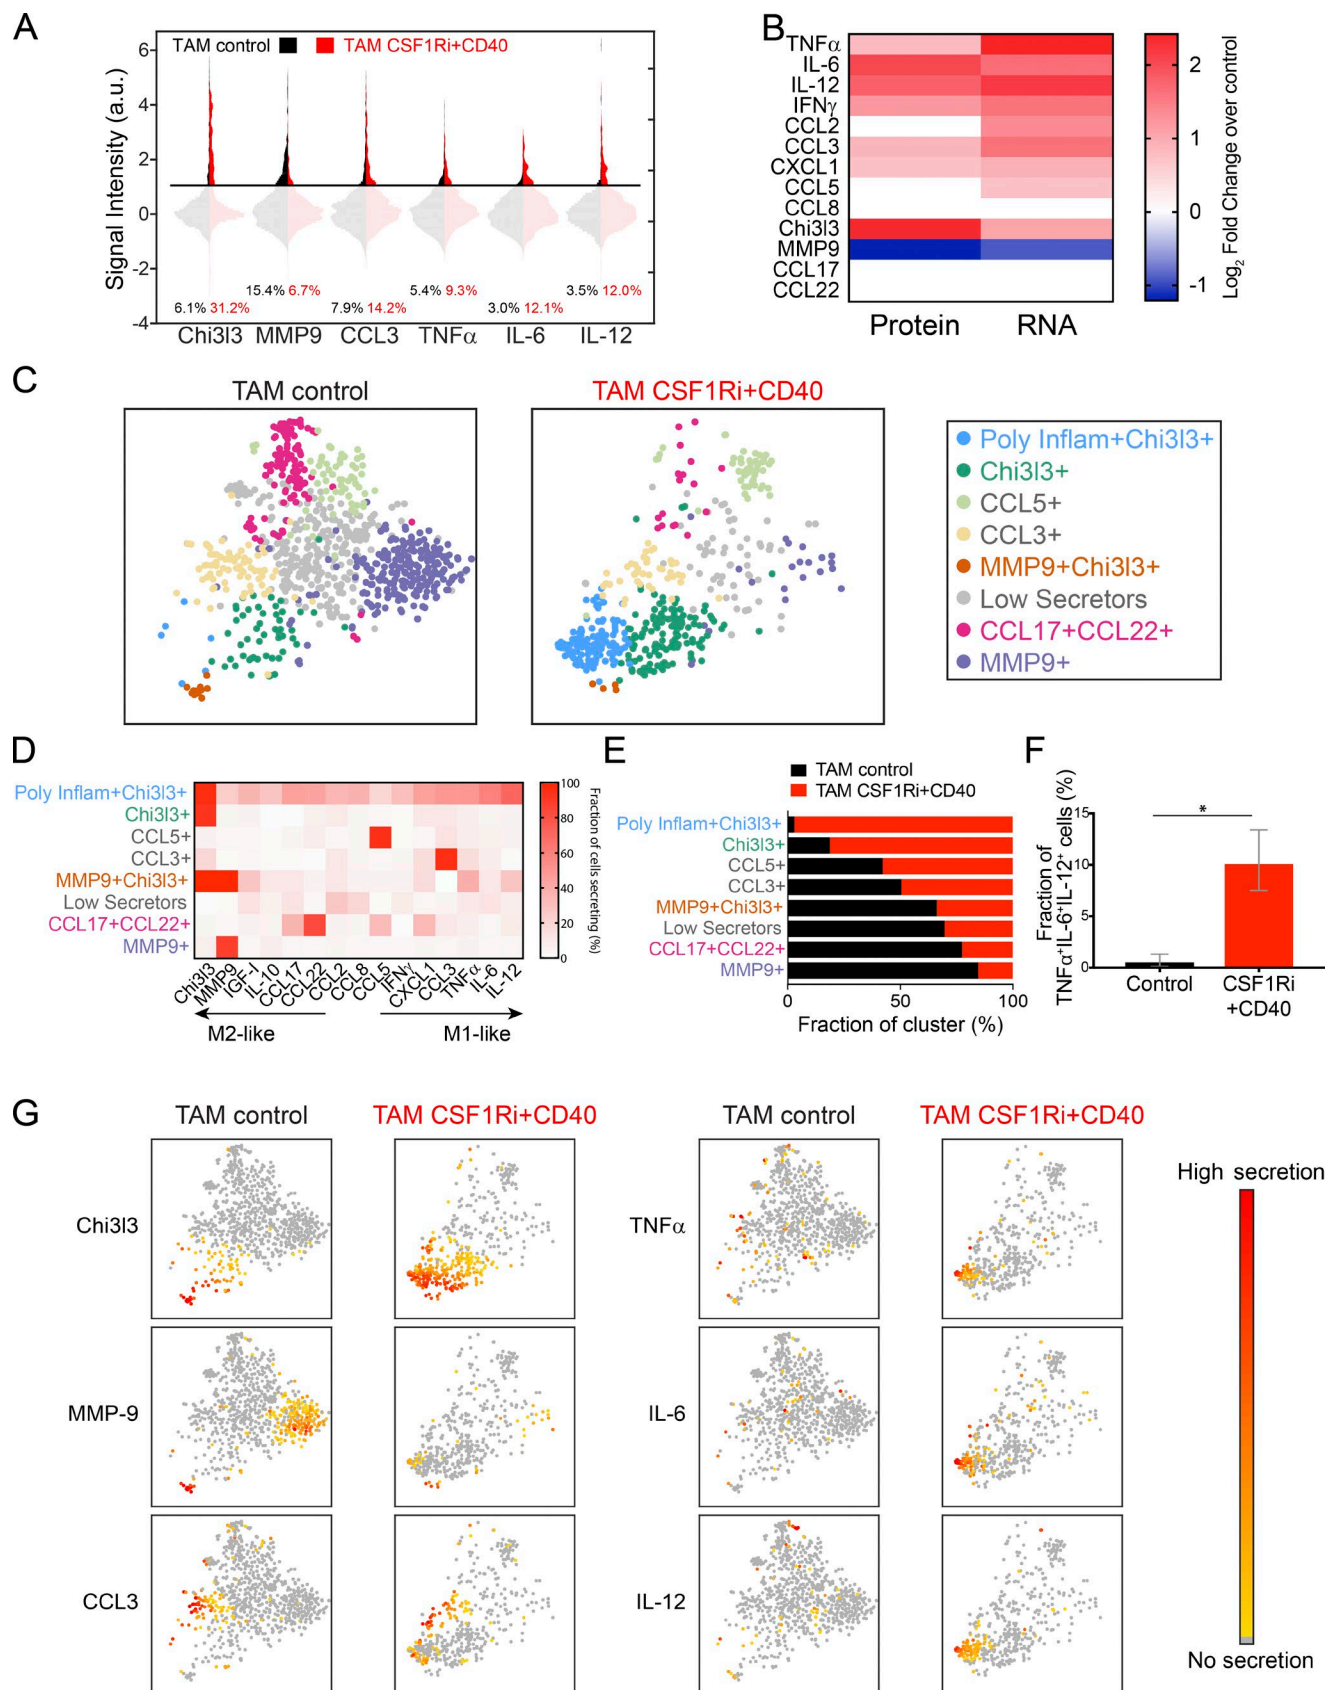 A
TAM control TAM CSF1Ri+CD40
Signal Intensity (a.u.)
6
4
2
0
-2
-4
6.1% 31.2%
15.4% 6.7%
7.9% 14.2%
5.4% 9.3%
3.0% 12.1%
3.5% 12.0%
Chi3l3 MMP9 CCL3 TNFα IL-6 IL-12
B
TNFα
IL-6
IL-12
IFNγ
CCL2
CCL3
CXCL1
CCL5
CCL8
Chi3l3
MMP9
CCL17
CCL22
Protein RNA
2
1
0
-1
Log2 Fold Change over control
C
TAM control TAM CSF1Ri+CD40
Poly Inflam+Chi3l3+
Chi3l3+
CCL5+
CCL3+
MMP9+Chi3l3+
Low Secretors
CCL17+CCL22+
MMP9+
D
Poly Inflam+Chi3l3+
Chi3l3+
CCL5+
CCL3+
MMP9+Chi3l3+
Low Secretors
CCL17+CCL22+
MMP9+
Chi3l3 MMP9 IGF-1 IL-10 CCL17 CCL22 CCL2 CCL8 CCL5 IFNγ CXCL1 CCL3 TNFα IL-6 IL-12
M2-like M1-like
100
80
60
40
20
0
Fraction of cells secreting (%)
E
TAM control
TAM CSF1Ri+CD40
Poly Inflam+Chi3l3+
Chi3l3+
CCL5+
CCL3+
MMP9+Chi3l3+
Low Secretors
CCL17+CCL22+
MMP9+
0 50 100
Fraction of cluster (%)
F
Fraction of
TNFα+IL-6+IL-12+ cells (%)
15
10
5
0
*
Control CSF1Ri
+CD40
G
TAM control TAM CSF1Ri+CD40 TAM control TAM CSF1Ri+CD40
Chi3l3 TNFα
MMP-9 IL-6
CCL3 IL-12
High secretion
No secretion